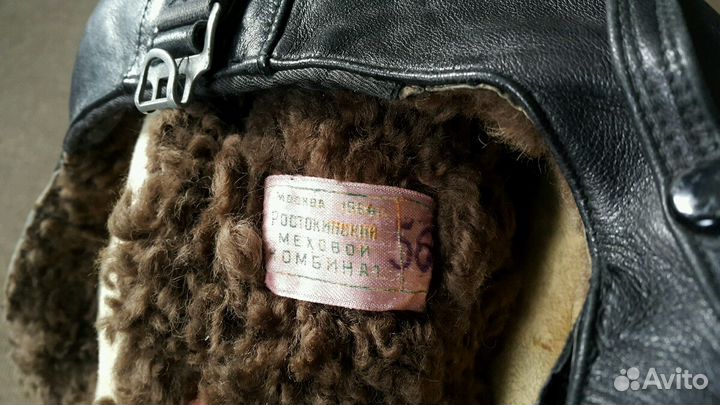 МОСКВА 1964
РОСТОКИНСКИЙ
МЕХОВОЙ
КОМБИНАТ
56
Avito